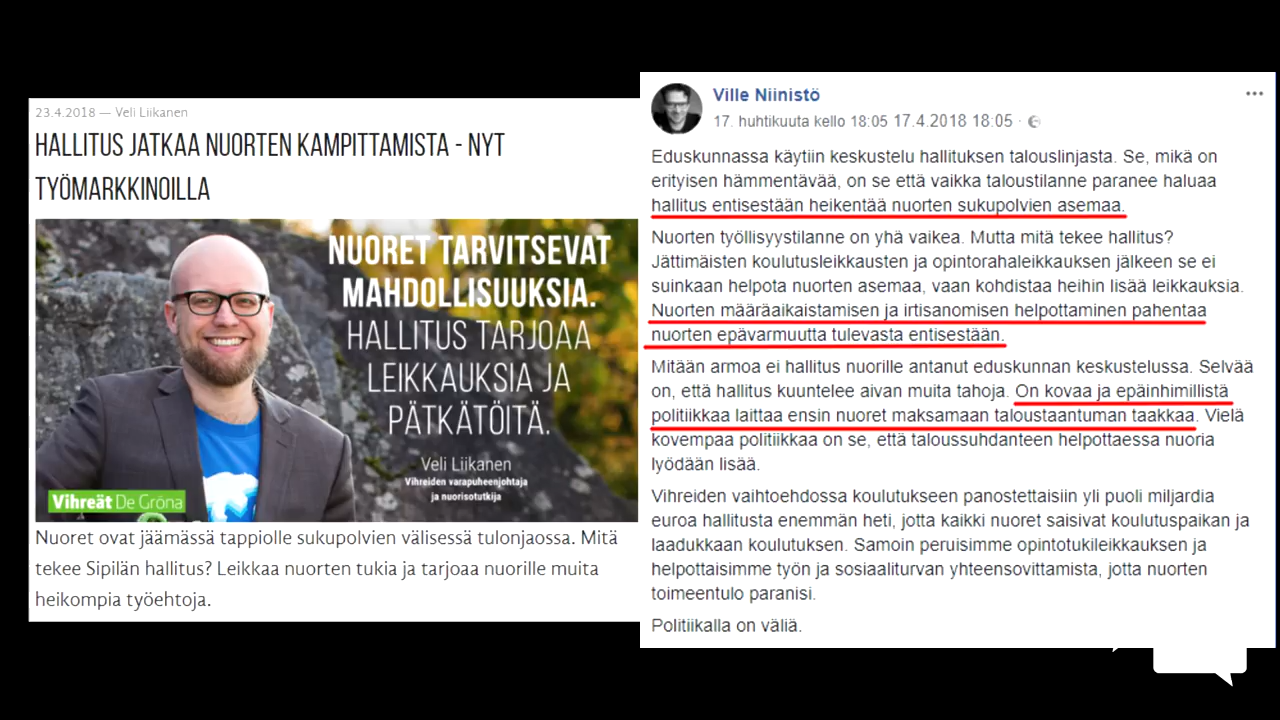 23.4.2018 — Veli Liikanen
HALLITUS JATKAA NUORTEN KAMPITTAMISTA - NYT
TYÖMARKKINOILLA
NUORET TARVITSEVAT
MAHDOLLISUUKSIA.
HALLITUS TARJOAA
LEIKKAUKSIA JA
PÄTKÄTÖITÄ.
Veli Liikanen
Vihreiden varapuheenjohtaja
ja nuorisotutkija
Vihreät De Gröna
Nuoret ovat jäämässä tappiolle sukupolvien välisessä tulonjaossa. Mitä
tekee Sipilän hallitus? Leikkaa nuorten tukia ja tarjoaa nuorille muita
heikompia työehtoja.
Ville Niinistö
17. huhtikuuta kello 18:05 17.4.2018 18:05 ·
Eduskunnassa käytiin keskustelu hallituksen talouslinjasta. Se, mikä on
erityisen hämmentävää, on se että vaikka taloustilanne paranee haluaa
hallitus entisestään heikentää nuorten sukupolvien asemaa.
Nuorten työllisyystilanne on yhä vaikea. Mutta mitä tekee hallitus?
Jättimäisten koulutusleikkausten ja opintorahaleikkauksen jälkeen se ei
suinkaan helpota nuorten asemaa, vaan kohdistaa heihin lisää leikkauksia.
Nuorten määräaikaistamisen ja irtisanomisen helpottaminen pahentaa
nuorten epävarmuutta tulevasta entisestään.
Mitään armoa ei hallitus nuorille antanut eduskunnan keskustelussa. Selvää
on, että hallitus kuuntelee aivan muita tahoja. On kovaa ja epäinhimillistä
politiikkaa laittaa ensin nuoret maksamaan taloustaantuman taakkaa. Vielä
kovempaa politiikkaa on se, että taloussuhdanteen helpottaessa nuoria
lyödään lisää.
Vihreiden vaihtoehdossa koulutukseen panostettaisiin yli puoli miljardia
euroa hallitusta enemmän heti, jotta kaikki nuoret saisivat koulutuspaikan ja
laadukkaan koulutuksen. Samoin peruisimme opintotukileikkauksen ja
helpottaisimme työn ja sosiaaliturvan yhteensovittamista, jotta nuorten
toimeentulo paranisi.
Politiikalla on väliä.